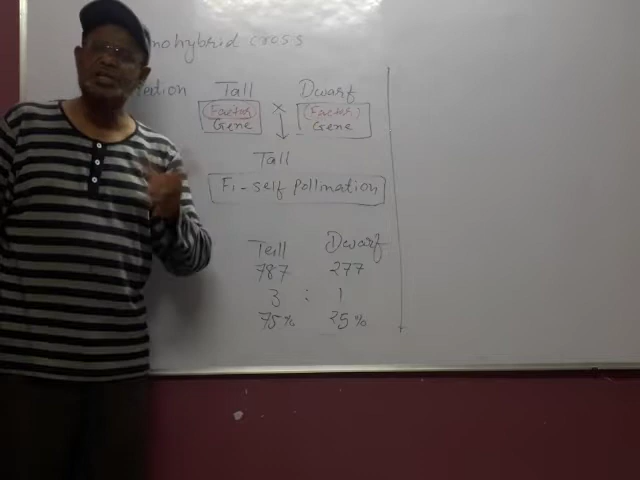 nohybrid cross
ration Tall Dwarf
Factor × Factor
Gene Gene
Tall
F1 - self pollination
Tall Dwarf
787 277
3 : 1
75% 25%